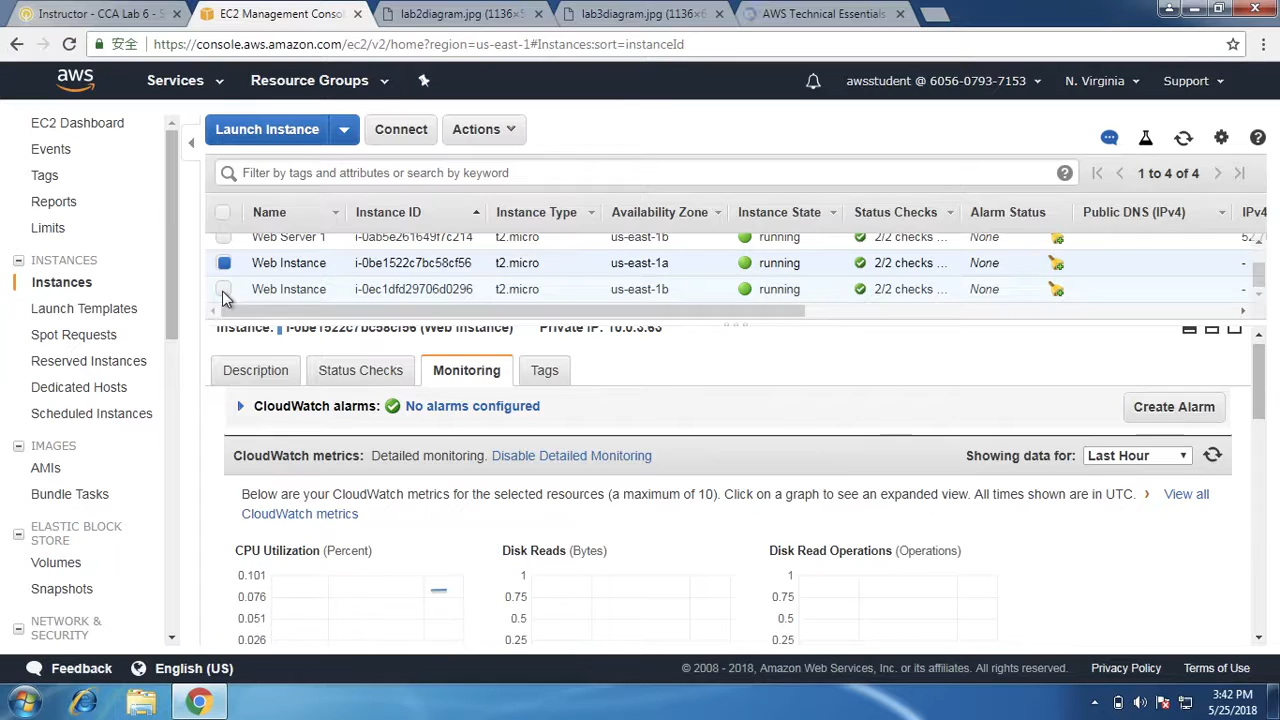 Instructor - CCA Lab 6 -
EC2 Management Conso
lab2diagram.jpg (1136×5
lab3diagram.jpg (1136×6
AWS Technical Essentials
安全
https://console.aws.amazon.com/ec2/v2/home?region=us-east-1#Instances:sort=instanceId
aws
Services
Resource Groups
awsstudent @ 6056-0793-7153
N. Virginia
Support
EC2 Dashboard
Events
Tags
Reports
Limits
INSTANCES
Instances
Launch Templates
Spot Requests
Reserved Instances
Dedicated Hosts
Scheduled Instances
IMAGES
AMIs
Bundle Tasks
ELASTIC BLOCK
STORE
Volumes
Snapshots
NETWORK &
SECURITY
Launch Instance
Connect
Actions
Filter by tags and attributes or search by keyword
1 to 4 of 4
Name Instance ID Instance Type Availability Zone Instance State Status Checks Alarm Status Public DNS (IPv4) IPv4
Web Server 1 i-0ab5e261649f7c214 t2.micro us-east-1b running 2/2 checks ... None 52.7
Web Instance i-0be1522c7bc58cf56 t2.micro us-east-1a running 2/2 checks ... None -
Web Instance i-0ec1dfd29706d0296 t2.micro us-east-1b running 2/2 checks ... None -
Instance: i-0be1522c7bc58cf56 (Web Instance) Private IP: 10.0.3.63
Description
Status Checks
Monitoring
Tags
CloudWatch alarms: No alarms configured
Create Alarm
CloudWatch metrics: Detailed monitoring. Disable Detailed Monitoring
Showing data for: Last Hour
Below are your CloudWatch metrics for the selected resources (a maximum of 10). Click on a graph to see an expanded view. All times shown are in UTC. View all
CloudWatch metrics
CPU Utilization (Percent)
0.101
0.076
0.051
0.026
Disk Reads (Bytes)
1
0.75
0.5
0.25
Disk Read Operations (Operations)
1
0.75
0.5
0.25
Feedback
English (US)
© 2008 - 2018, Amazon Web Services, Inc. or its affiliates. All rights reserved.
Privacy Policy
Terms of Use
3:42 PM
5/25/2018